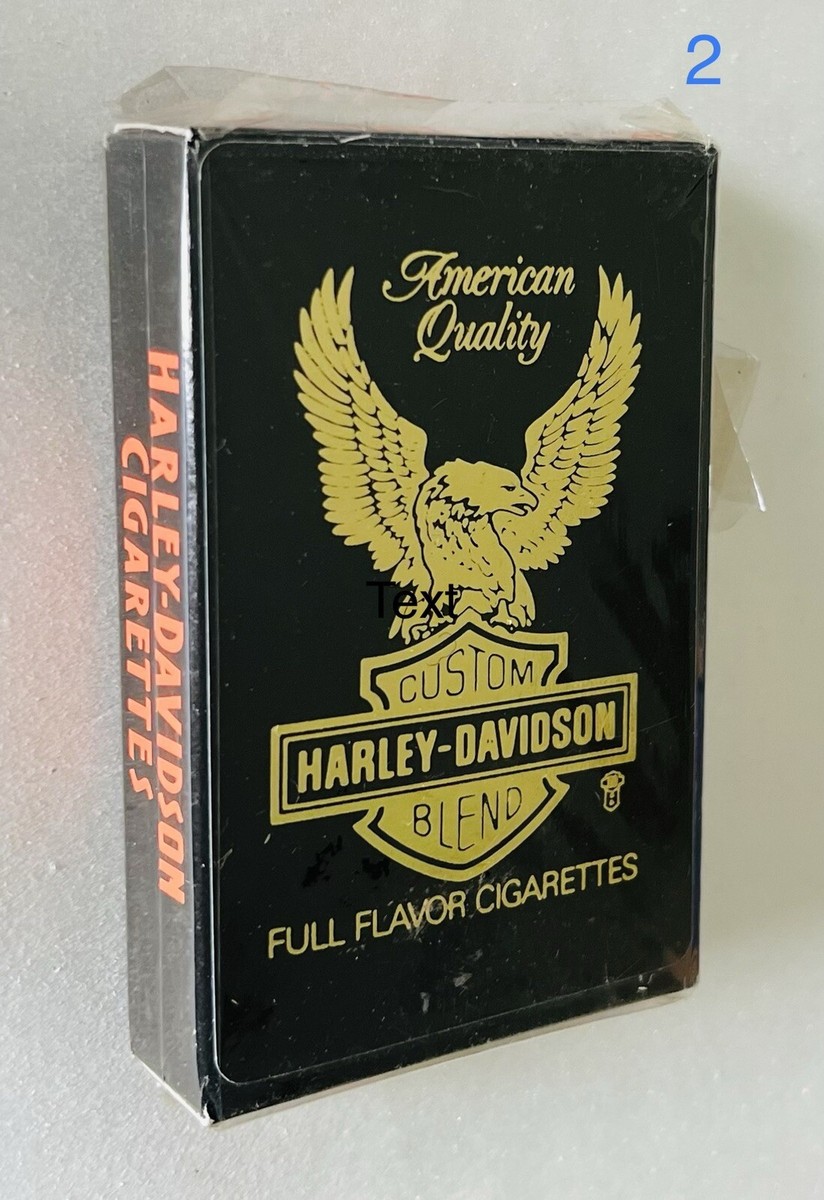 2
American
Quality
Text
CUSTOM
HARLEY-DAVIDSON
BLEND
FULL FLAVOR CIGARETTES
HARLEY-DAVIDSON
CIGARETTES